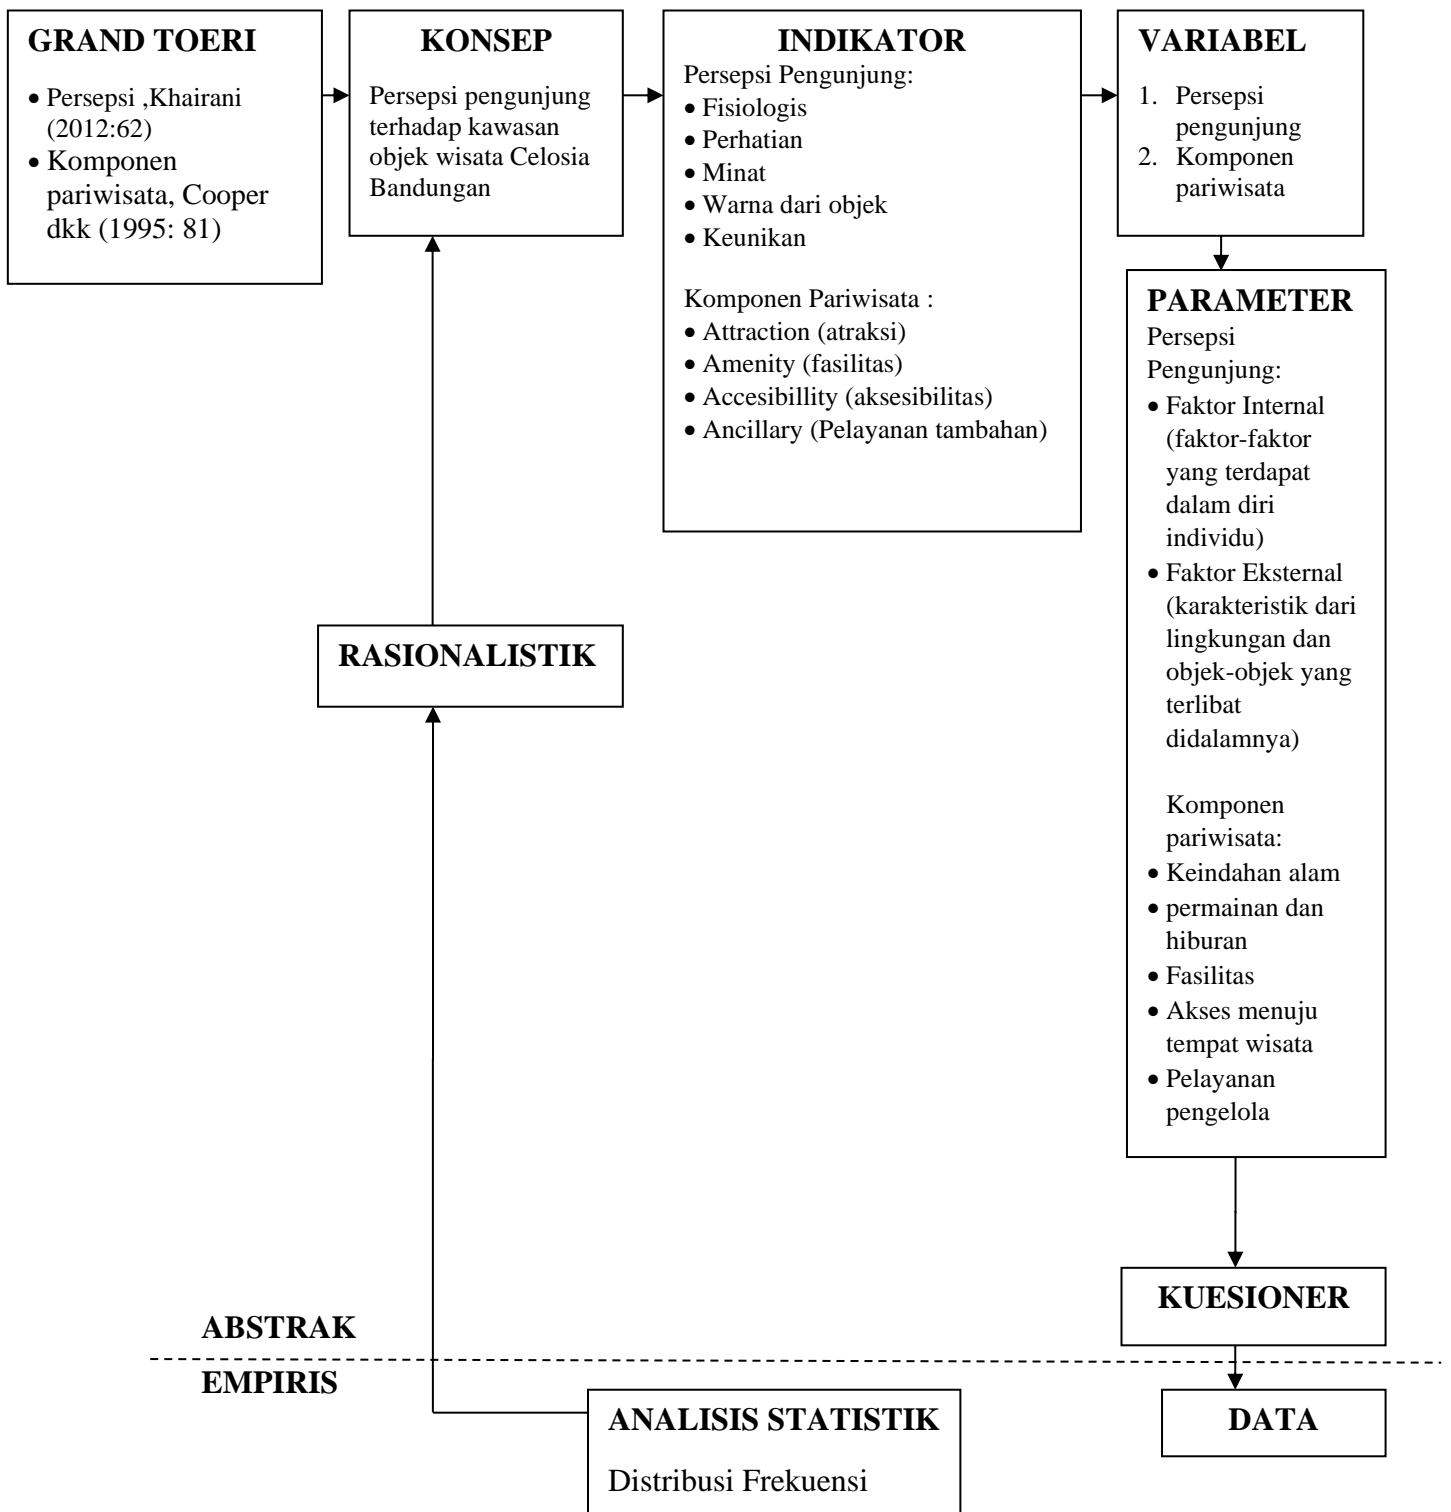 GRAND TOERI
• Persepsi ,Khairani
(2012:62)
• Komponen
pariwisata, Cooper
dkk (1995: 81)
KONSEP
Persepsi pengunjung
terhadap kawasan
objek wisata Celosia
Bandungan
INDIKATOR
Persepsi Pengunjung:
• Fisiologis
• Perhatian
• Minat
• Warna dari objek
• Keunikan
Komponen Pariwisata :
• Attraction (atraksi)
• Amenity (fasilitas)
• Accesibillity (aksesibilitas)
• Ancillary (Pelayanan tambahan)
VARIABEL
1. Persepsi
pengunjung
2. Komponen
pariwisata
PARAMETER
Persepsi
Pengunjung:
• Faktor Internal
(faktor-faktor
yang terdapat
dalam diri
individu)
• Faktor Eksternal
(karakteristik dari
lingkungan dan
objek-objek yang
terlibat
didalamnya)
Komponen
pariwisata:
• Keindahan alam
• permainan dan
hiburan
• Fasilitas
• Akses menuju
tempat wisata
• Pelayanan
pengelola
RASIONALISTIK
KUESIONER
ABSTRAK
EMPIRIS
ANALISIS STATISTIK
Distribusi Frekuensi
DATA